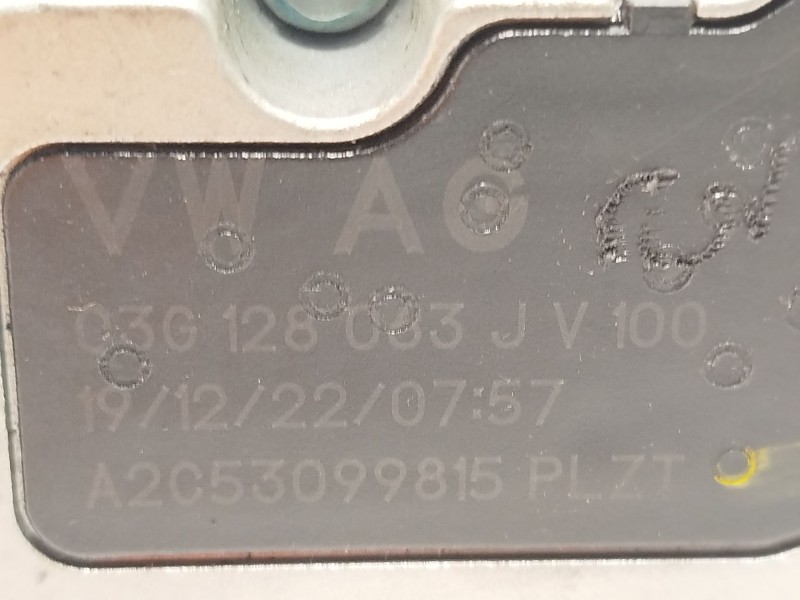 VW AG
03G 128 063 J V 100
19/12/22/07:57
A2C53099815 PLZT